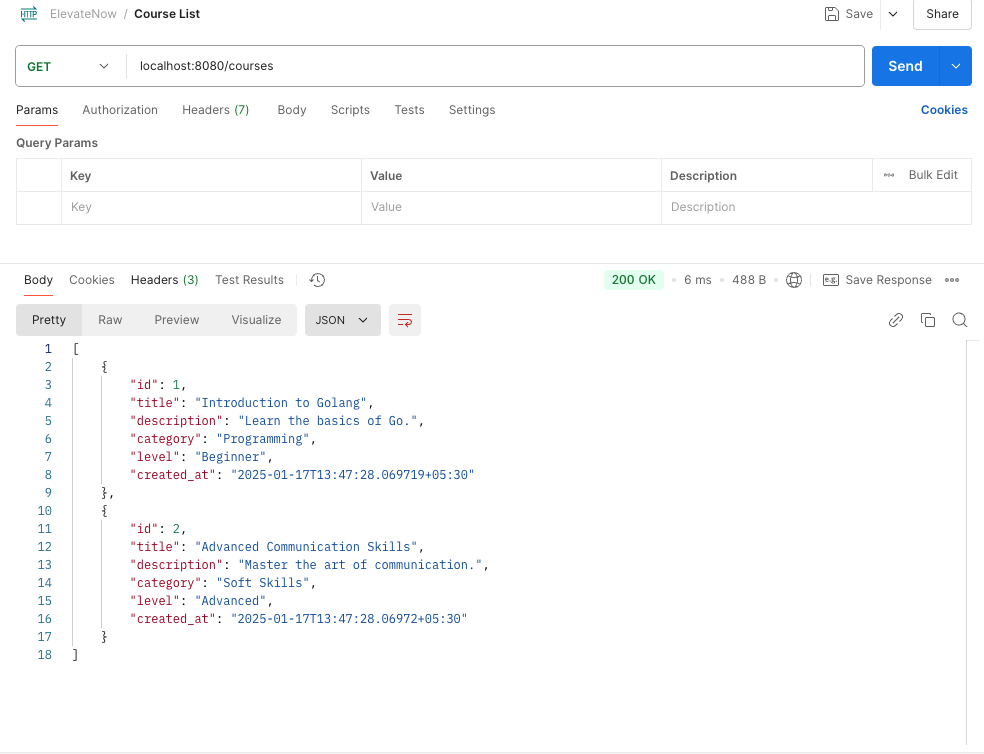 HTTP ElevateNow / Course List Save Share
GET localhost:8080/courses Send
Params Authorization Headers (7) Body Scripts Tests Settings Cookies
Query Params
Key Value Description Bulk Edit
Key Value Description
Body Cookies Headers (3) Test Results 200 OK 6 ms 488 B e.g. Save Response
Pretty Raw Preview Visualize JSON
1 [
2 {
3 "id": 1,
4 "title": "Introduction to Golang",
5 "description": "Learn the basics of Go.",
6 "category": "Programming",
7 "level": "Beginner",
8 "created_at": "2025-01-17T13:47:28.069719+05:30"
9 },
10 {
11 "id": 2,
12 "title": "Advanced Communication Skills",
13 "description": "Master the art of communication.",
14 "category": "Soft Skills",
15 "level": "Advanced",
16 "created_at": "2025-01-17T13:47:28.06972+05:30"
17 }
18 ]